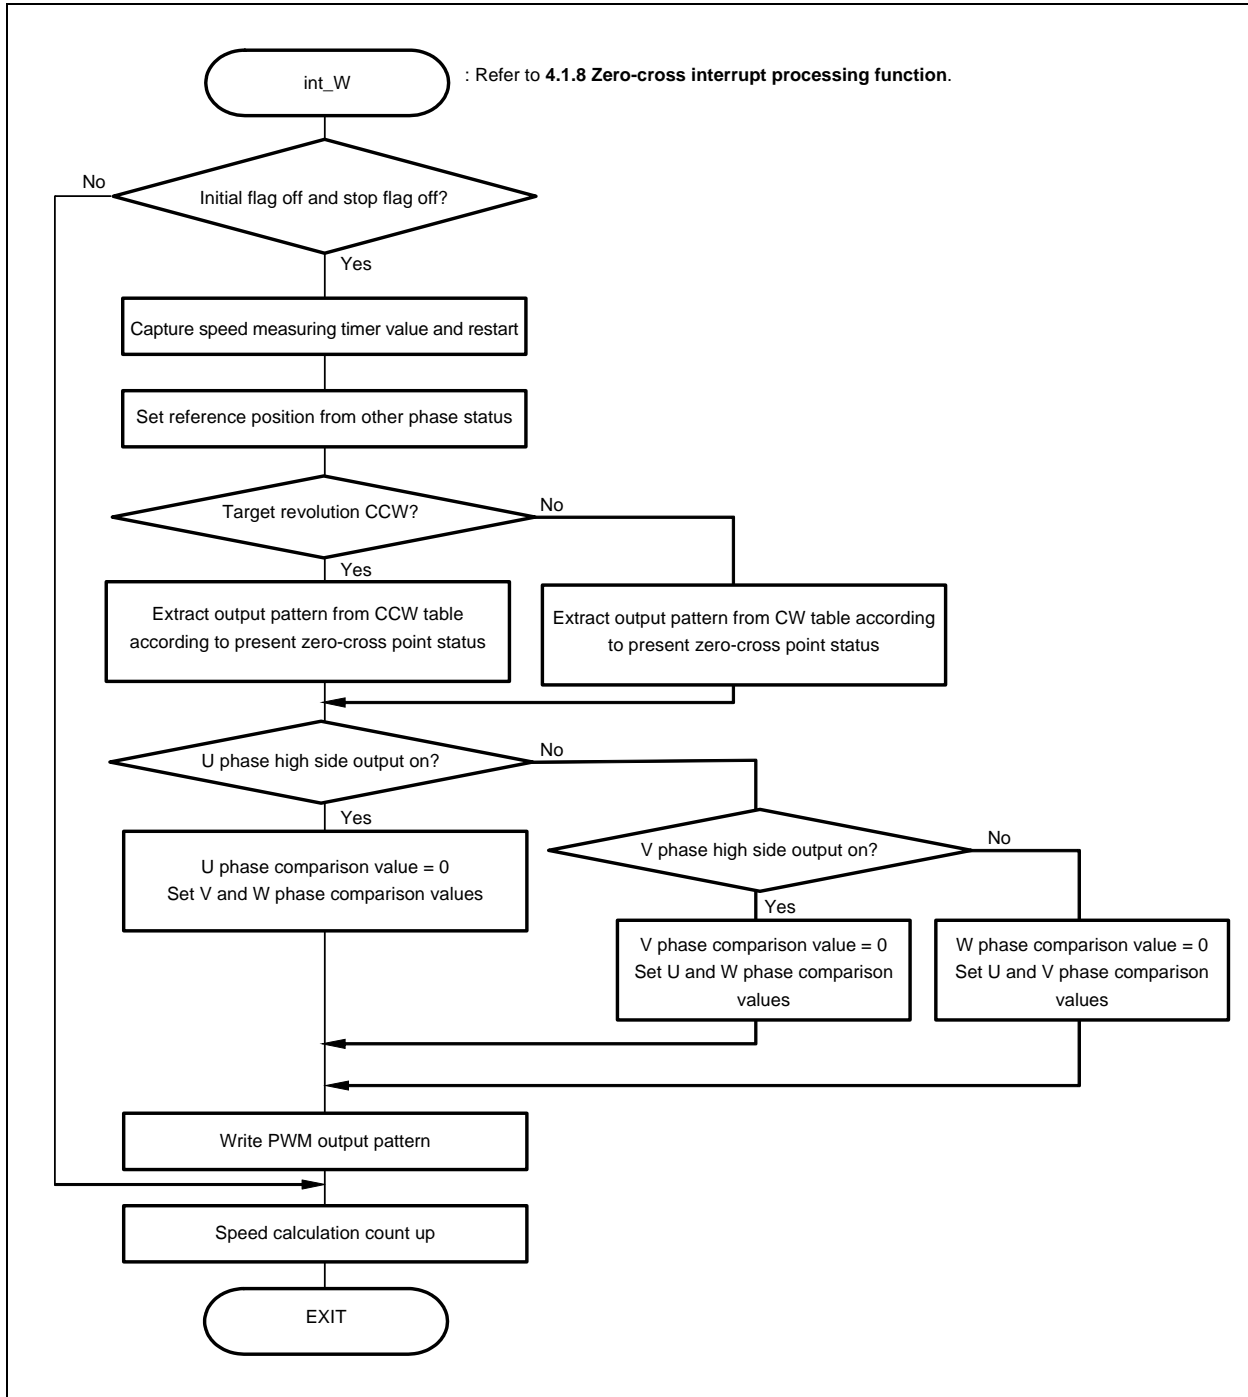 int_W
: Refer to 4.1.8 Zero-cross interrupt processing function.
No
Initial flag off and stop flag off?
Yes
Capture speed measuring timer value and restart
Set reference position from other phase status
Target revolution CCW?
No
Yes
Extract output pattern from CCW table
according to present zero-cross point status
Extract output pattern from CW table according
to present zero-cross point status
U phase high side output on?
No
Yes
U phase comparison value = 0
Set V and W phase comparison values
V phase high side output on?
No
Yes
V phase comparison value = 0
Set U and W phase comparison
values
W phase comparison value = 0
Set U and V phase comparison
values
Write PWM output pattern
Speed calculation count up
EXIT